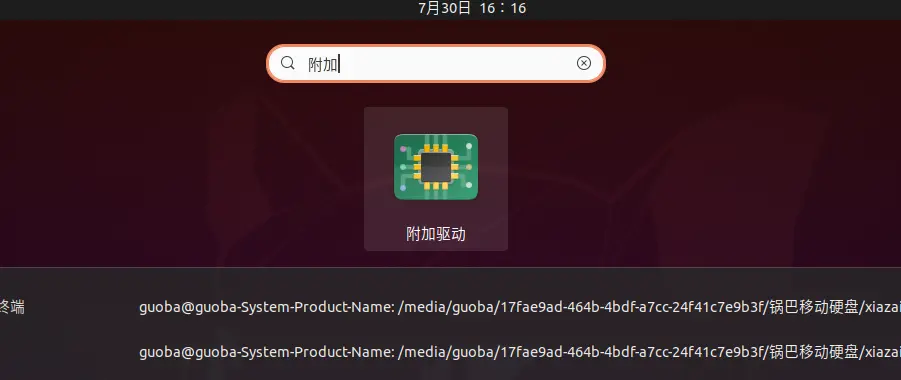 7月30日 16：16
附加
附加驱动
终端
guoba@guoba-System-Product-Name: /media/guoba/17fae9ad-464b-4bdf-a7cc-24f41c7e9b3f/锅巴移动硬盘/xiazai
guoba@guoba-System-Product-Name: /media/guoba/17fae9ad-464b-4bdf-a7cc-24f41c7e9b3f/锅巴移动硬盘/xiazai